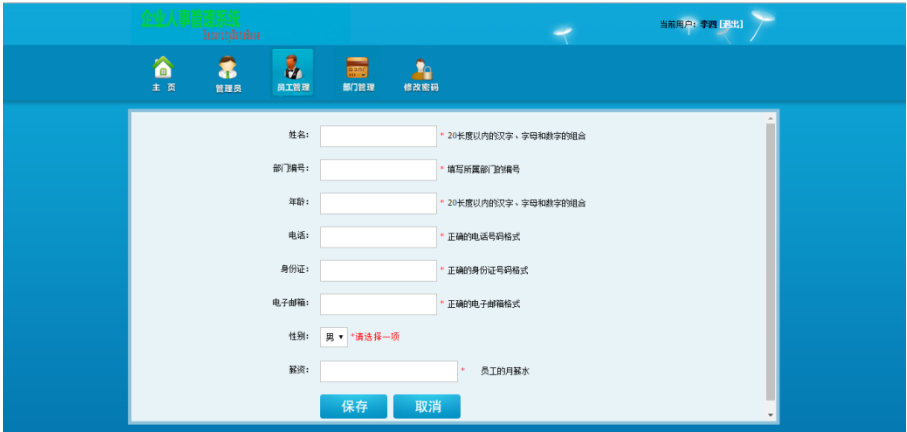 企业人事管理系统
当前用户：李四 [退出]
主 页 管理员 员工管理 部门管理 修改密码
姓名： * 20长度以内的汉字、字母和数字的组合
部门编号： * 填写所属部门的编号
年龄： * 20长度以内的汉字、字母和数字的组合
电话： * 正确的电话号码格式
身份证： * 正确的身份证号码格式
电子邮箱： * 正确的电子邮箱格式
性别： 男 *请选择一项
薪资： * 员工的月薪水
保存 取消